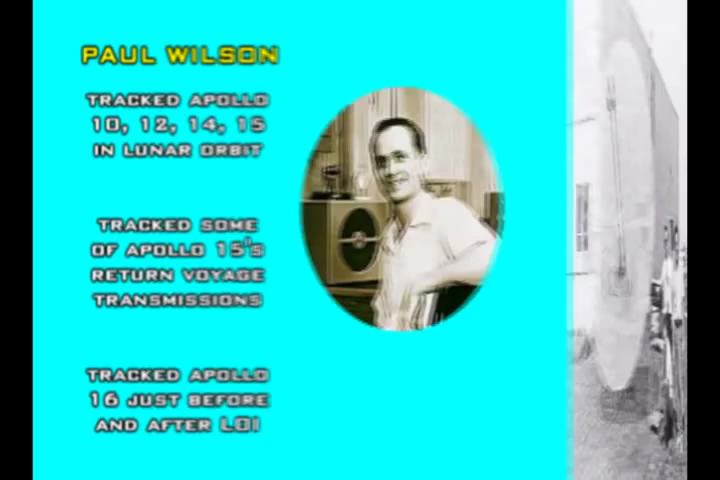 PAUL WILSON
TRACKED APOLLO
10, 12, 14, 15
IN LUNAR ORBIT
TRACKED SOME
OF APOLLO 15's
RETURN VOYAGE
TRANSMISSIONS
TRACKED APOLLO
16 JUST BEFORE
AND AFTER LOI